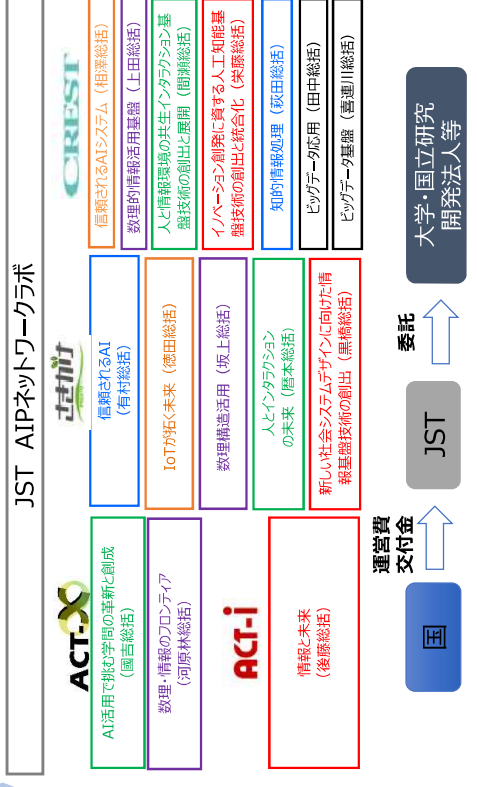 JST AIPネットワークラボ
ACT-X
AI活用で挑む学問の革新と創成
（國吉総括）
数理・情報のフロンティア
（河原林総括）
ACT-i
情報と未来
（後藤総括）
さきがけ
信頼されるAI
（有村総括）
IoTが拓く未来（徳田総括）
数理構造活用（坂上総括）
人とインタラクション
の未来（暦本総括）
新しい社会システムデザインに向けた情
報基盤技術の創出（黒橋総括）
CREST
信頼されるAIシステム（相澤総括）
数理的情報活用基盤（上田総括）
人と情報環境の共生インタラクション基
盤技術の創出と展開（間瀬総括）
イノベーション創発に資する人工知能基
盤技術の創出と統合化（栄藤総括）
知的情報処理（萩田総括）
ビッグデータ応用（田中総括）
ビッグデータ基盤（喜連川総括）
国
運営費
交付金
JST
委託
大学・国立研究
開発法人等